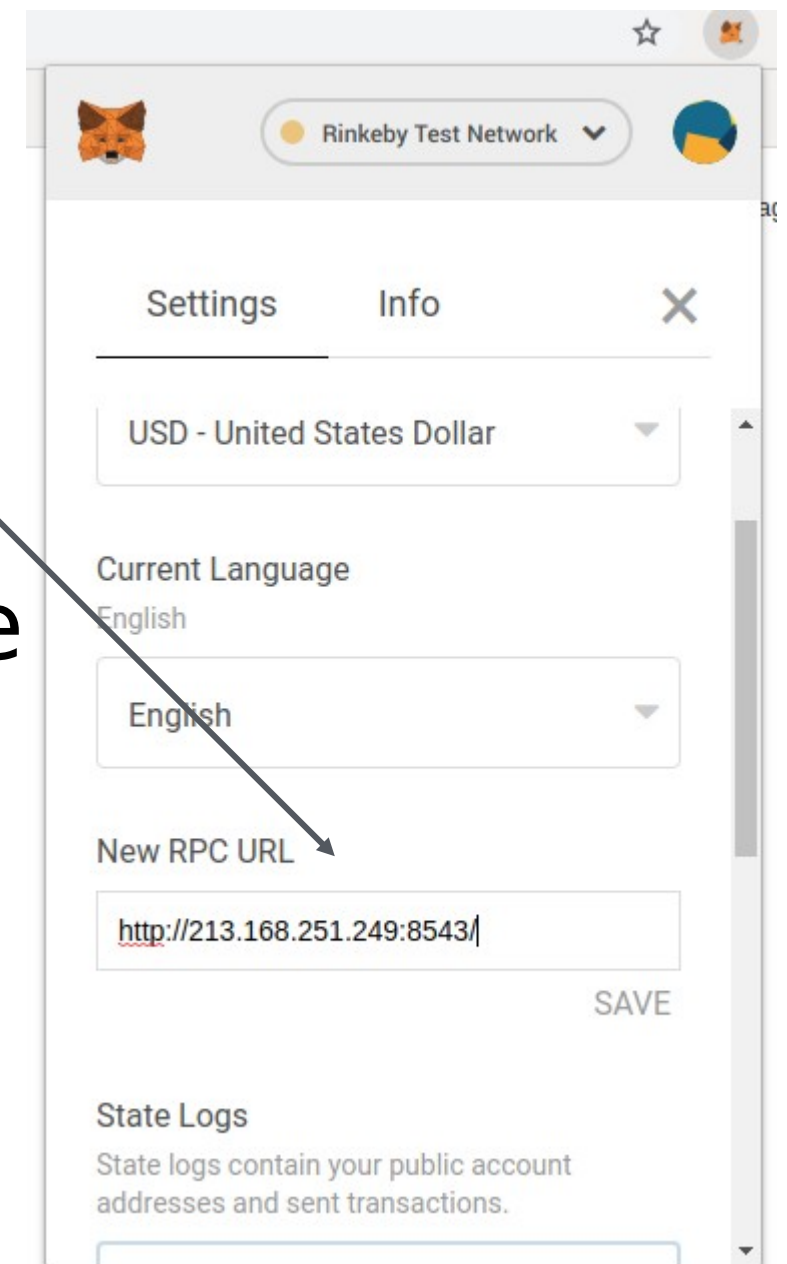 Rinkeby Test Network
Settings Info
USD - United States Dollar
Current Language
English
English
New RPC URL
http://213.168.251.249:8543/
SAVE
State Logs
State logs contain your public account
addresses and sent transactions.